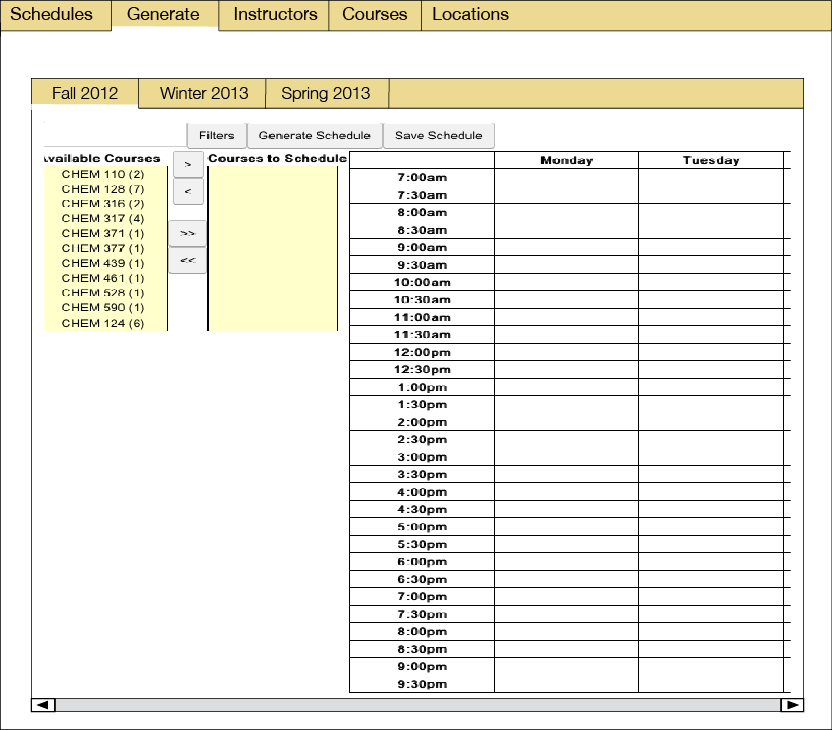 Schedules Generate Instructors Courses Locations
Fall 2012 Winter 2013 Spring 2013
Filters Generate Schedule Save Schedule
Available Courses > Courses to Schedule Monday Tuesday
CHEM 110 (2)
CHEM 128 (7)
CHEM 316 (2)
CHEM 317 (4)
CHEM 371 (1)
CHEM 377 (1)
CHEM 439 (1)
CHEM 461 (1)
CHEM 528 (1)
CHEM 590 (1)
CHEM 124 (6)
<
>>
<<
7:00am
7:30am
8:00am
8:30am
9:00am
9:30am
10:00am
10:30am
11:00am
11:30am
12:00pm
12:30pm
1:00pm
1:30pm
2:00pm
2:30pm
3:00pm
3:30pm
4:00pm
4:30pm
5:00pm
5:30pm
6:00pm
6:30pm
7:00pm
7:30pm
8:00pm
8:30pm
9:00pm
9:30pm